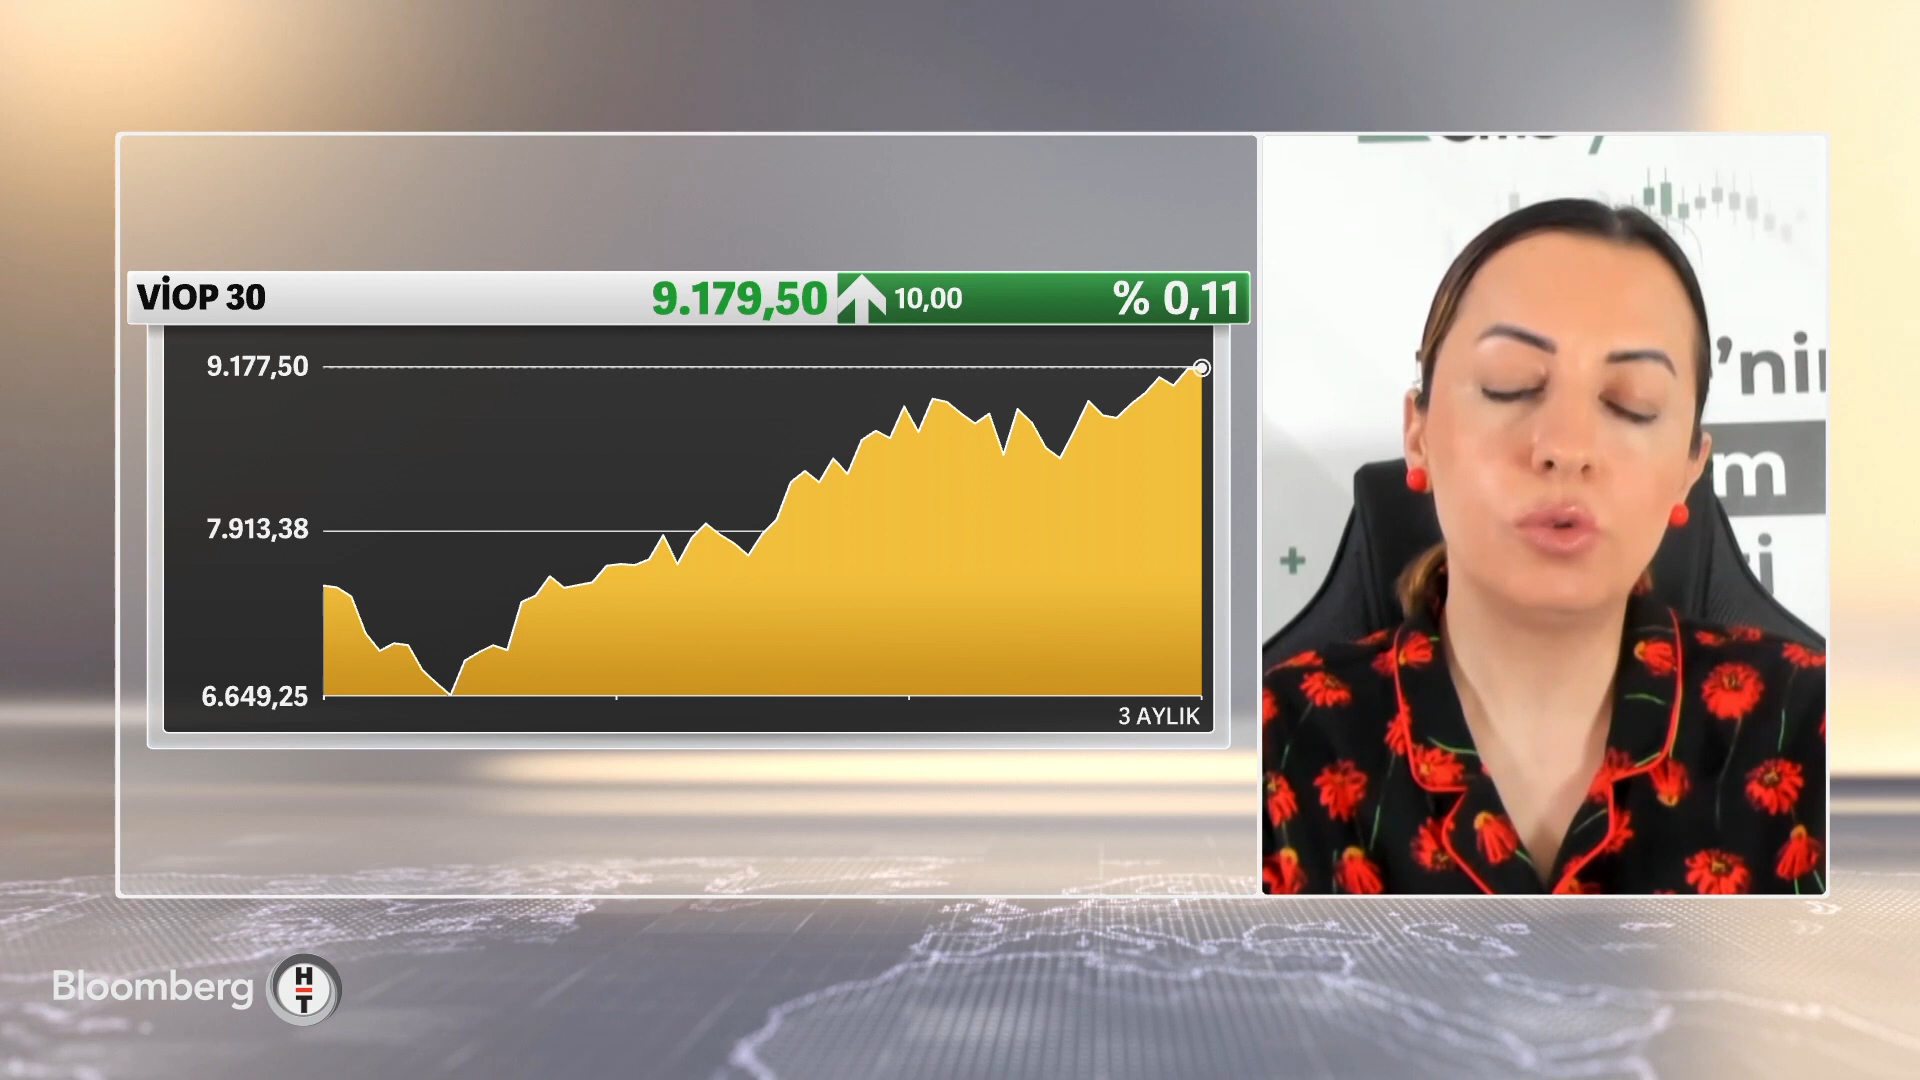 VİOP 30
9.179,50
10,00
% 0,11
9.177,50
7.913,38
6.649,25
3 AYLIK
’nin
m
Bloomberg
H
T